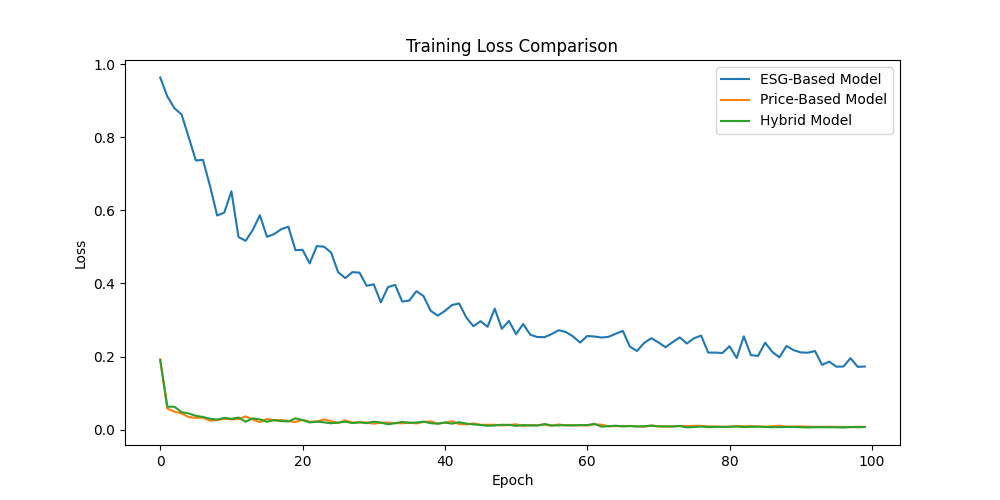 Training Loss Comparison
ESG-Based Model
Price-Based Model
Hybrid Model
Loss
1.0
0.8
0.6
0.4
0.2
0.0
0 20 40 60 80 100
Epoch